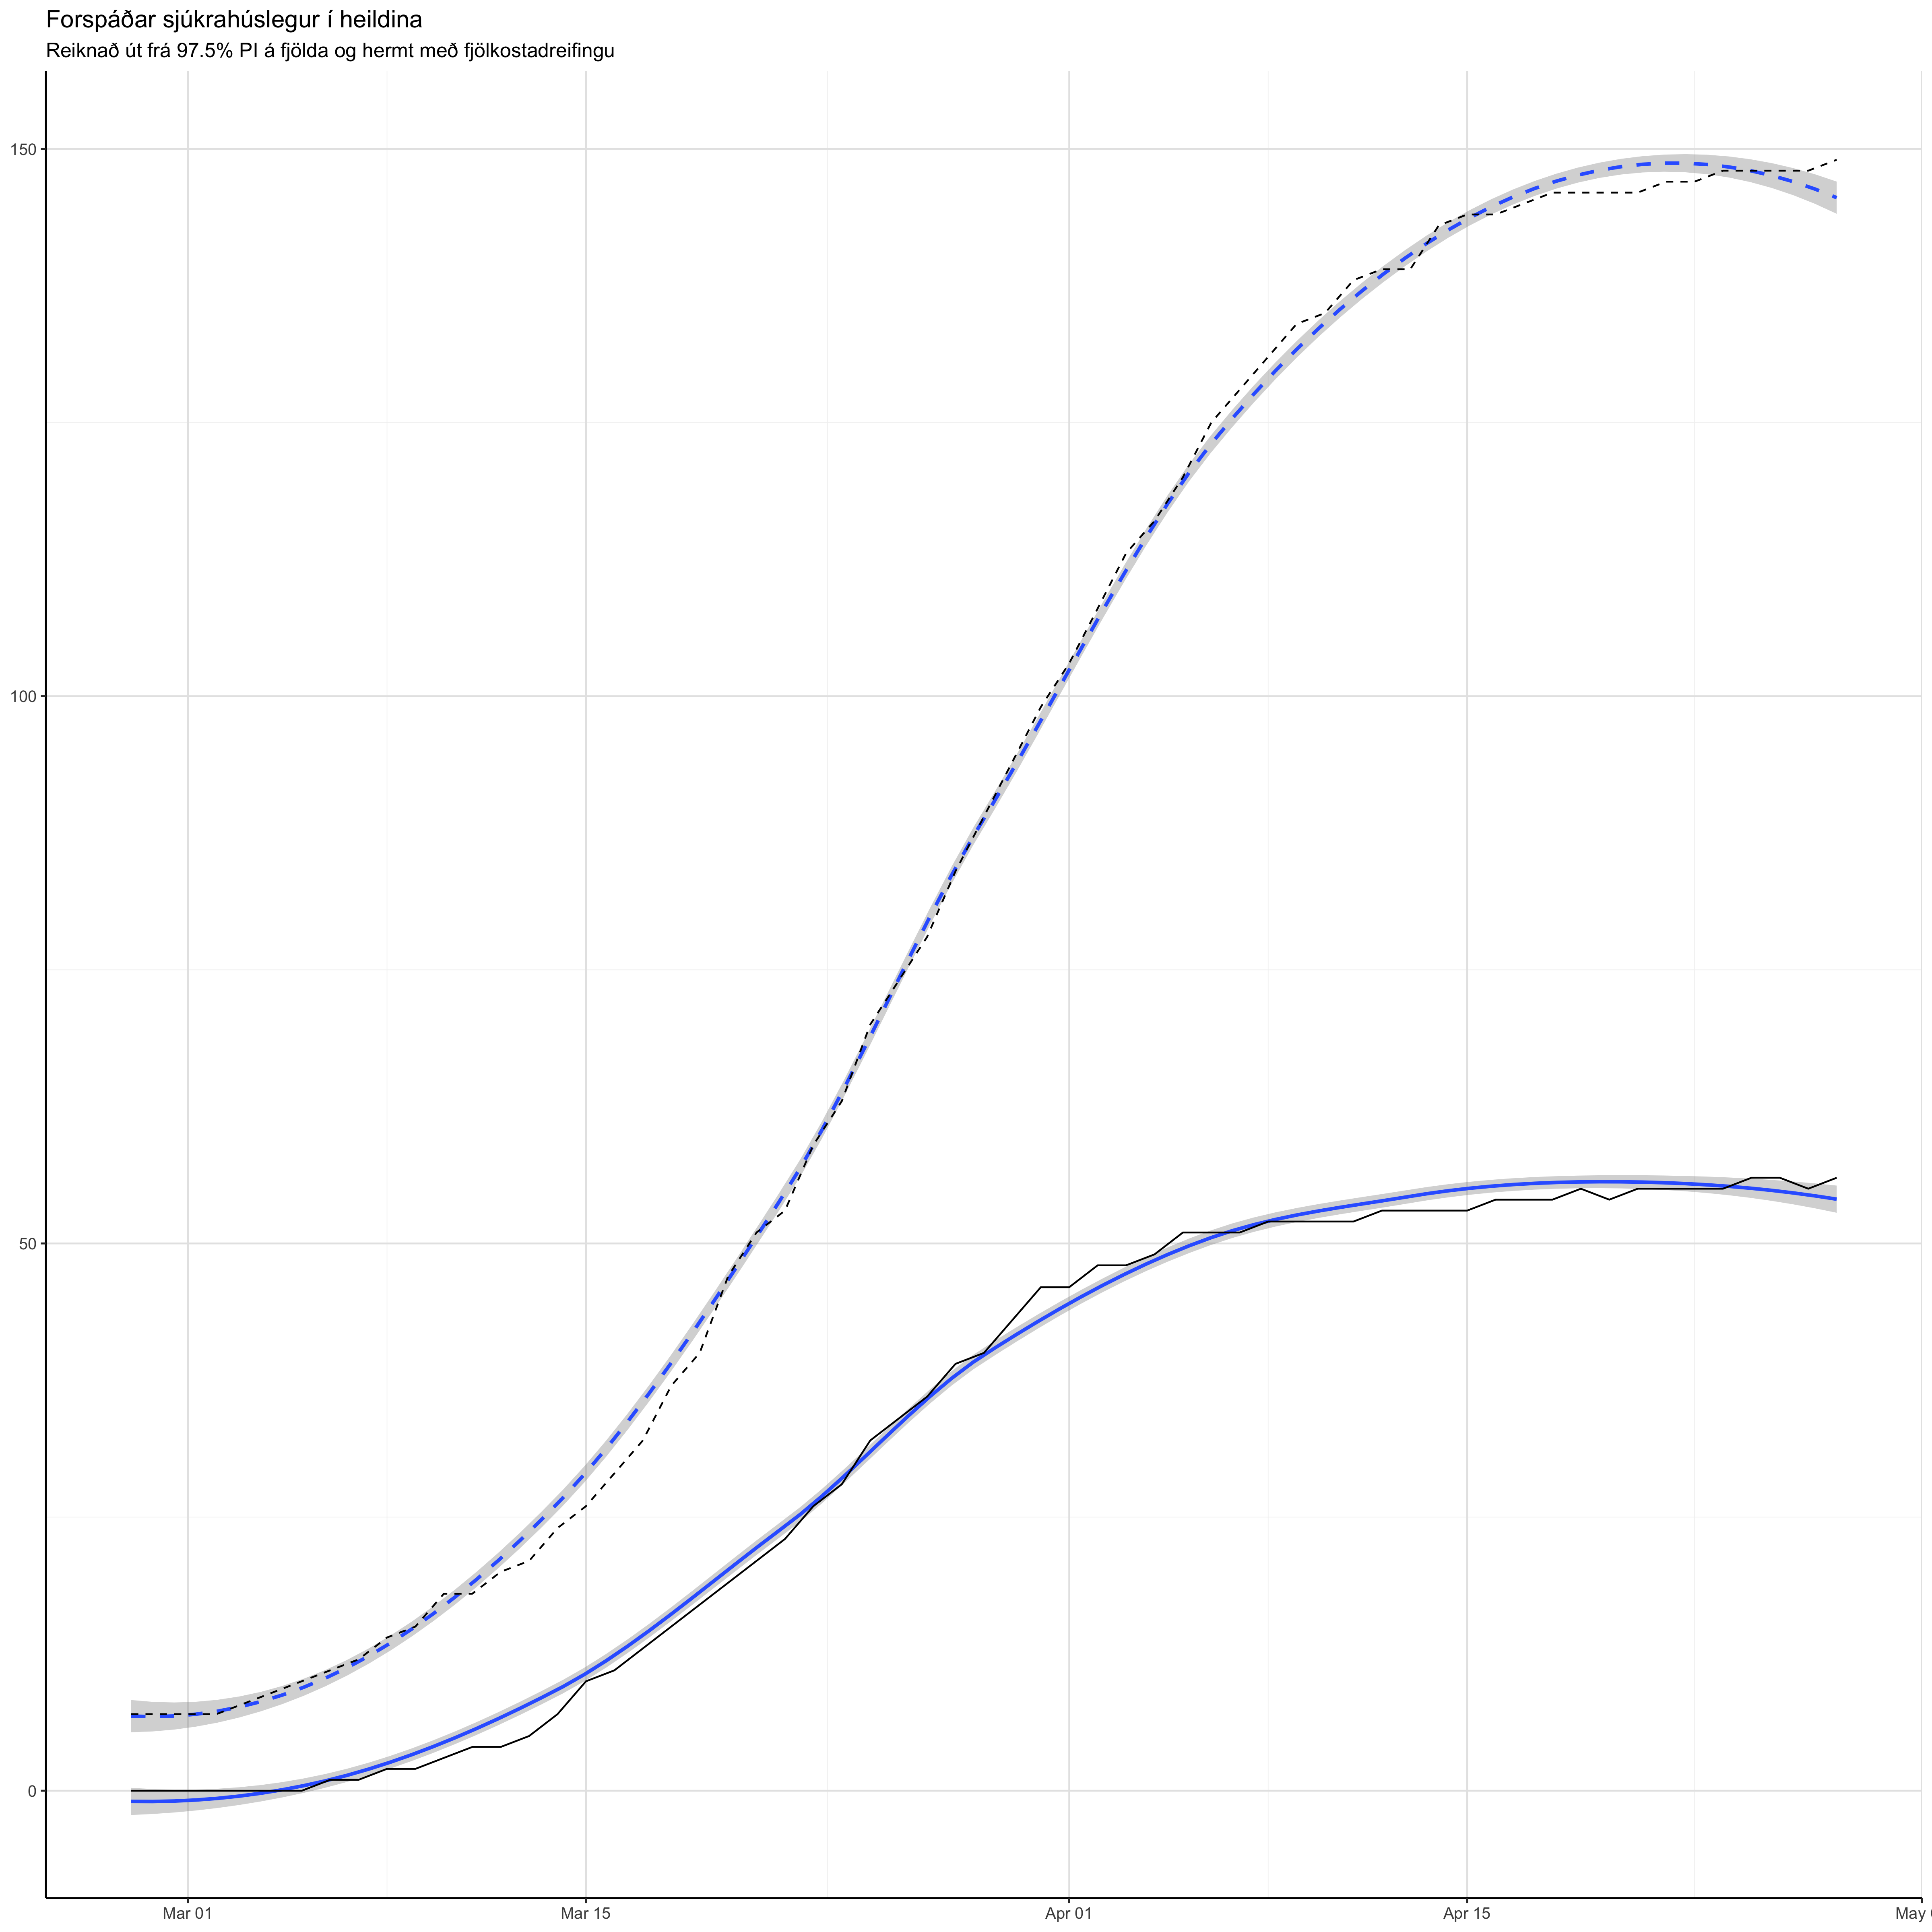 Forspáðar sjúkrahúslegur í heildina
Reiknað út frá 97.5% PI á fjölda og hermt með fjölkostadreifingu
150
100
50
0
Mar 01 Mar 15 Apr 01 Apr 15 May